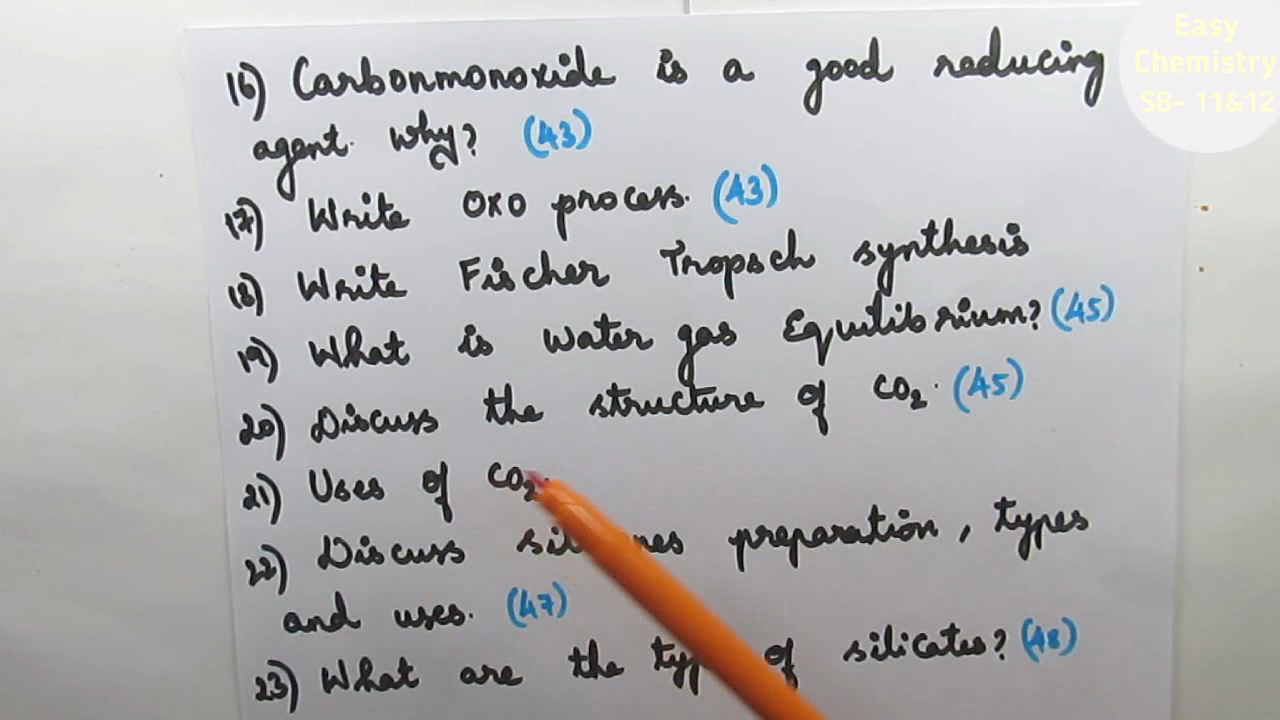 Easy
Chemistry
SB- 11&12
16) Carbonmonoxide is a good reducing
agent. Why? (43)
17) Write OXO process. (43)
18) Write Fischer Tropsch synthesis
19) What is water gas Equilibrium? (45)
20) Discuss the structure of CO2. (45)
21) Uses of CO2.
22) Discuss preparation, types
and uses. (47)
23) What are the of silicates? (48)